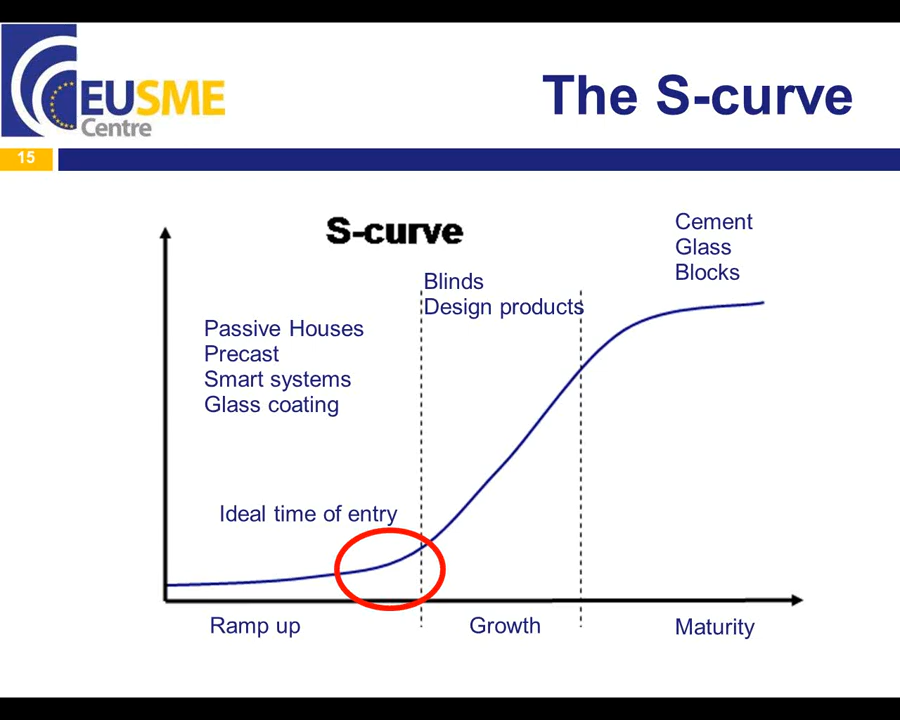 EUSME
Centre
The S-curve
15
S-curve
Cement
Glass
Blocks
Blinds
Design products
Passive Houses
Precast
Smart systems
Glass coating
Ideal time of entry
Ramp up
Growth
Maturity